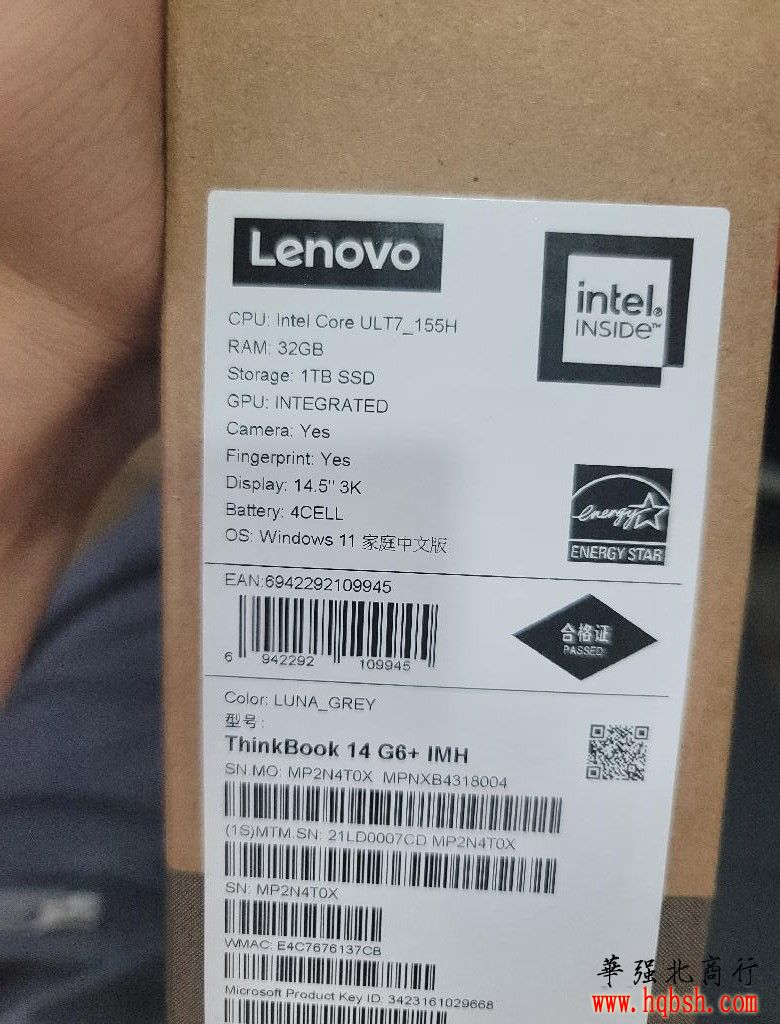 Lenovo
intel®
INSIDE™
CPU: Intel Core ULT7_155H
RAM: 32GB
Storage: 1TB SSD
GPU: INTEGRATED
Camera: Yes
Fingerprint: Yes
Display: 14.5" 3K
Battery: 4CELL
OS: Windows 11 家庭中文版
energy
ENERGY STAR
EAN:6942292109945
6 942292 109945
合格证
PASSED
Color: LUNA_GREY
型号:
ThinkBook 14 G6+ IMH
SN.MO: MP2N4T0X MPNXB4318004
(1S)MTM.SN: 21LD0007CD MP2N4T0X
SN: MP2N4T0X
WMAC: E4C7676137CB
Microsoft Product Key ID: 3423161029668
華强北商行
www.hqbsh.com